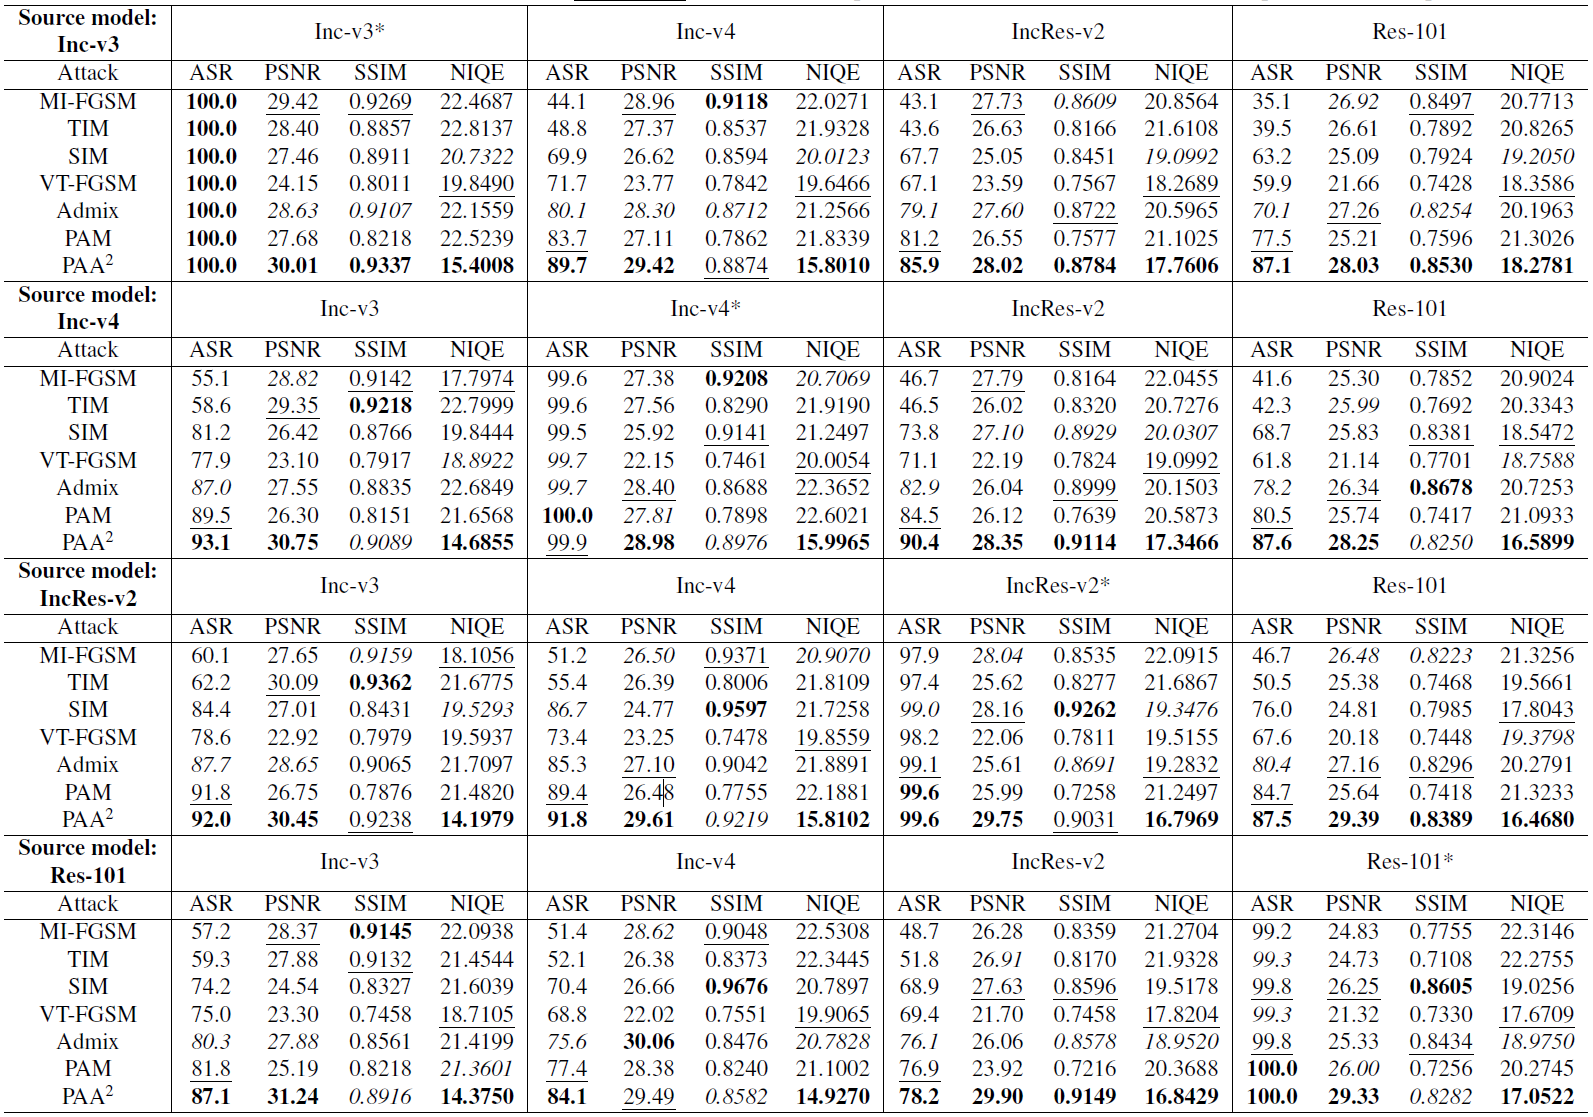 Source model:
Inc-v3 Inc-v3* Inc-v4 IncRes-v2 Res-101
Attack ASR PSNR SSIM NIQE ASR PSNR SSIM NIQE ASR PSNR SSIM NIQE ASR PSNR SSIM NIQE
MI-FGSM 100.0 29.42 0.9269 22.4687 44.1 28.96 0.9118 22.0271 43.1 27.73 0.8609 20.8564 35.1 26.92 0.8497 20.7713
TIM 100.0 28.40 0.8857 22.8137 48.8 27.37 0.8537 21.9328 43.6 26.63 0.8166 21.6108 39.5 26.61 0.7892 20.8265
SIM 100.0 27.46 0.8911 20.7322 69.9 26.62 0.8594 20.0123 67.7 25.05 0.8451 19.0992 63.2 25.09 0.7924 19.2050
VT-FGSM 100.0 24.15 0.8011 19.8490 71.7 23.77 0.7842 19.6466 67.1 23.59 0.7567 18.2689 59.9 21.66 0.7428 18.3586
Admix 100.0 28.63 0.9107 22.1559 80.1 28.30 0.8712 21.2566 79.1 27.60 0.8722 20.5965 70.1 27.26 0.8254 20.1963
PAM 100.0 27.68 0.8218 22.5239 83.7 27.11 0.7862 21.8339 81.2 26.55 0.7577 21.1025 77.5 25.21 0.7596 21.3026
PAA² 100.0 30.01 0.9337 15.4008 89.7 29.42 0.8874 15.8010 85.9 28.02 0.8784 17.7606 87.1 28.03 0.8530 18.2781
Source model:
Inc-v4 Inc-v3 Inc-v4* IncRes-v2 Res-101
Attack ASR PSNR SSIM NIQE ASR PSNR SSIM NIQE ASR PSNR SSIM NIQE ASR PSNR SSIM NIQE
MI-FGSM 55.1 28.82 0.9142 17.7974 99.6 27.38 0.9208 20.7069 46.7 27.79 0.8164 22.0455 41.6 25.30 0.7852 20.9024
TIM 58.6 29.35 0.9218 22.7999 99.6 27.56 0.8290 21.9190 46.5 26.02 0.8320 20.7276 42.3 25.99 0.7692 20.3343
SIM 81.2 26.42 0.8766 19.8444 99.5 25.92 0.9141 21.2497 73.8 27.10 0.8929 20.0307 68.7 25.83 0.8381 18.5472
VT-FGSM 77.9 23.10 0.7917 18.8922 99.7 22.15 0.7461 20.0054 71.1 22.19 0.7824 19.0992 61.8 21.14 0.7701 18.7588
Admix 87.0 27.55 0.8835 22.6849 99.7 28.40 0.8688 22.3652 82.9 26.04 0.8999 20.1503 78.2 26.34 0.8678 20.7253
PAM 89.5 26.30 0.8151 21.6568 100.0 27.81 0.7898 22.6021 84.5 26.12 0.7639 20.5873 80.5 25.74 0.7417 21.0933
PAA² 93.1 30.75 0.9089 14.6855 99.9 28.98 0.8976 15.9965 90.4 28.35 0.9114 17.3466 87.6 28.25 0.8250 16.5899
Source model:
IncRes-v2 Inc-v3 Inc-v4 IncRes-v2* Res-101
Attack ASR PSNR SSIM NIQE ASR PSNR SSIM NIQE ASR PSNR SSIM NIQE ASR PSNR SSIM NIQE
MI-FGSM 60.1 27.65 0.9159 18.1056 51.2 26.50 0.9371 20.9070 97.9 28.04 0.8535 22.0915 46.7 26.48 0.8223 21.3256
TIM 62.2 30.09 0.9362 21.6775 55.4 26.39 0.8006 21.8109 97.4 25.62 0.8277 21.6867 50.5 25.38 0.7468 19.5661
SIM 84.4 27.01 0.8431 19.5293 86.7 24.77 0.9597 21.7258 99.0 28.16 0.9262 19.3476 76.0 24.81 0.7985 17.8043
VT-FGSM 78.6 22.92 0.7979 19.5937 73.4 23.25 0.7478 19.8559 98.2 22.06 0.7811 19.5155 67.6 20.18 0.7448 19.3798
Admix 87.7 28.65 0.9065 21.7097 85.3 27.10 0.9042 21.8891 99.1 25.61 0.8691 19.2832 80.4 27.16 0.8296 20.2791
PAM 91.8 26.75 0.7876 21.4820 89.4 26.48 0.7755 22.1881 99.6 25.99 0.7258 21.2497 84.7 25.64 0.7418 21.3233
PAA² 92.0 30.45 0.9238 14.1979 91.8 29.61 0.9219 15.8102 99.6 29.75 0.9031 16.7969 87.5 29.39 0.8389 16.4680
Source model:
Res-101 Inc-v3 Inc-v4 IncRes-v2 Res-101*
Attack ASR PSNR SSIM NIQE ASR PSNR SSIM NIQE ASR PSNR SSIM NIQE ASR PSNR SSIM NIQE
MI-FGSM 57.2 28.37 0.9145 22.0938 51.4 28.62 0.9048 22.5308 48.7 26.28 0.8359 21.2704 99.2 24.83 0.7755 22.3146
TIM 59.3 27.88 0.9132 21.4544 52.1 26.38 0.8373 22.3445 51.8 26.91 0.8170 21.9328 99.3 24.73 0.7108 22.2755
SIM 74.2 24.54 0.8327 21.6039 70.4 26.66 0.9676 20.7897 68.9 27.63 0.8596 19.5178 99.8 26.25 0.8605 19.0256
VT-FGSM 75.0 23.30 0.7458 18.7105 68.8 22.02 0.7551 19.9065 69.4 21.70 0.7458 17.8204 99.3 21.32 0.7330 17.6709
Admix 80.3 27.88 0.8561 21.4199 75.6 30.06 0.8476 20.7828 76.1 26.06 0.8578 18.9520 99.8 25.33 0.8434 18.9750
PAM 81.8 25.19 0.8218 21.3601 77.4 28.38 0.8240 21.1002 76.9 23.92 0.7216 20.3688 100.0 26.00 0.7256 20.2745
PAA² 87.1 31.24 0.8916 14.3750 84.1 29.49 0.8582 14.9270 78.2 29.90 0.9149 16.8429 100.0 29.33 0.8282 17.0522